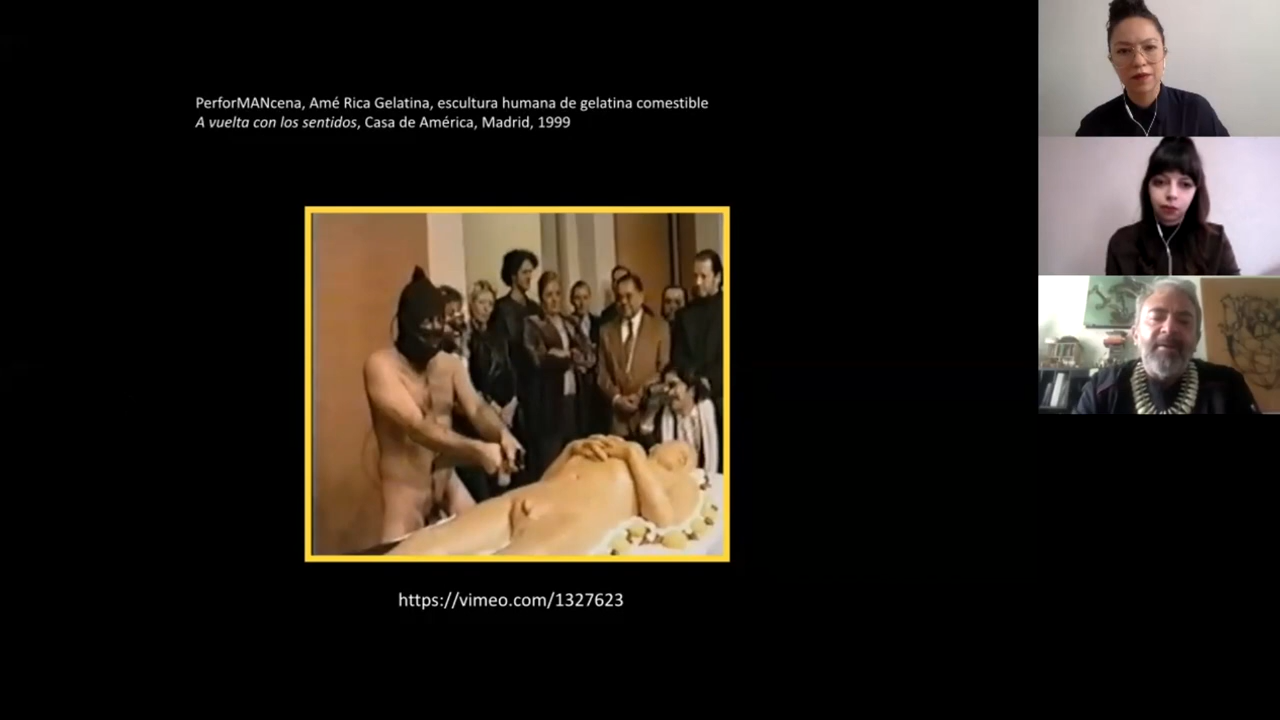 PerforMANcena, Amé Rica Gelatina, escultura humana de gelatina comestible
A vuelta con los sentidos, Casa de América, Madrid, 1999
https://vimeo.com/1327623